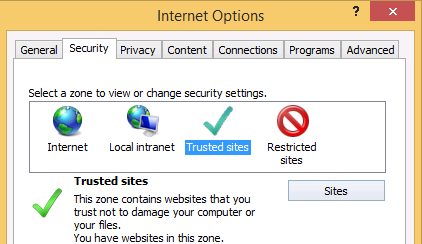 Internet Options
?
General Security Privacy Content Connections Programs Advanced
Select a zone to view or change security settings.
Internet Local intranet Trusted sites Restricted
sites
Trusted sites
Sites
This zone contains websites that you
trust not to damage your computer or
your files.
You have websites in this zone.